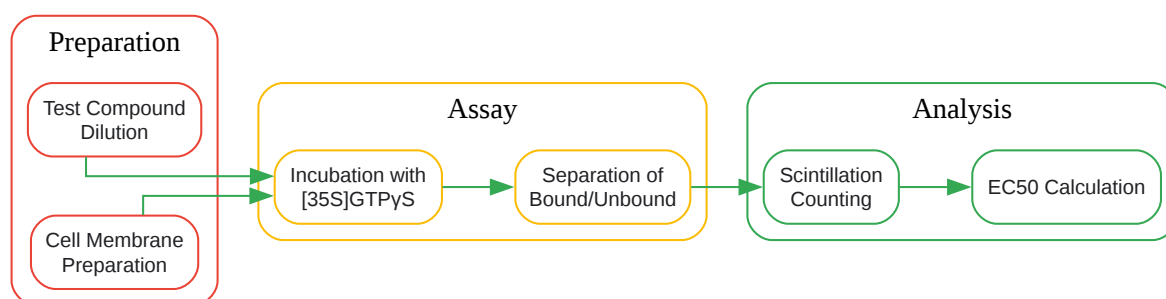 Preparation
Test Compound
Dilution
Cell Membrane
Preparation
Assay
Incubation with
[35S]GTPγS
Separation of
Bound/Unbound
Analysis
Scintillation
Counting
EC50 Calculation